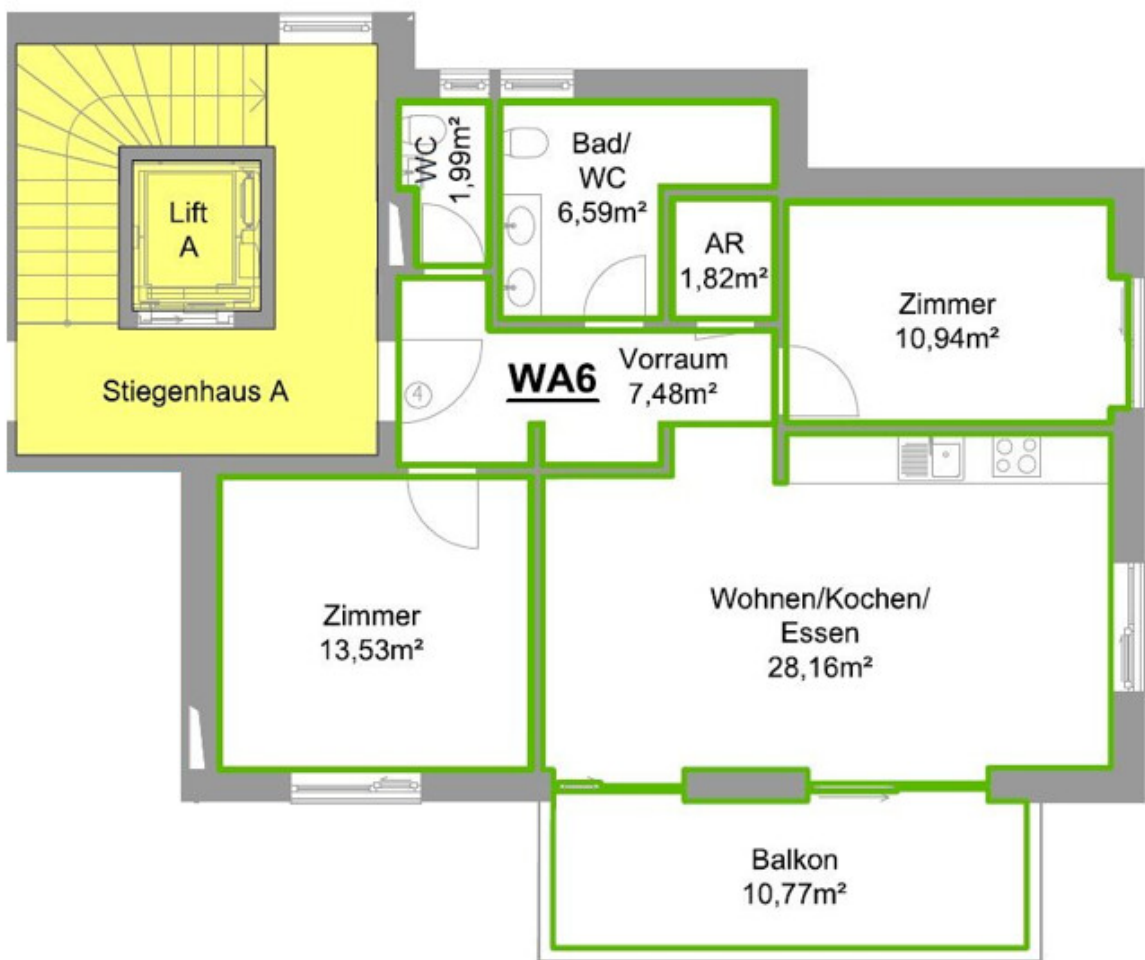 WC
1,99m²
Bad/
WC
6,59m²
Lift
A
AR
1,82m²
Zimmer
10,94m²
Stiegenhaus A
4
WA6
Vorraum
7,48m²
Zimmer
13,53m²
Wohnen/Kochen/
Essen
28,16m²
Balkon
10,77m²